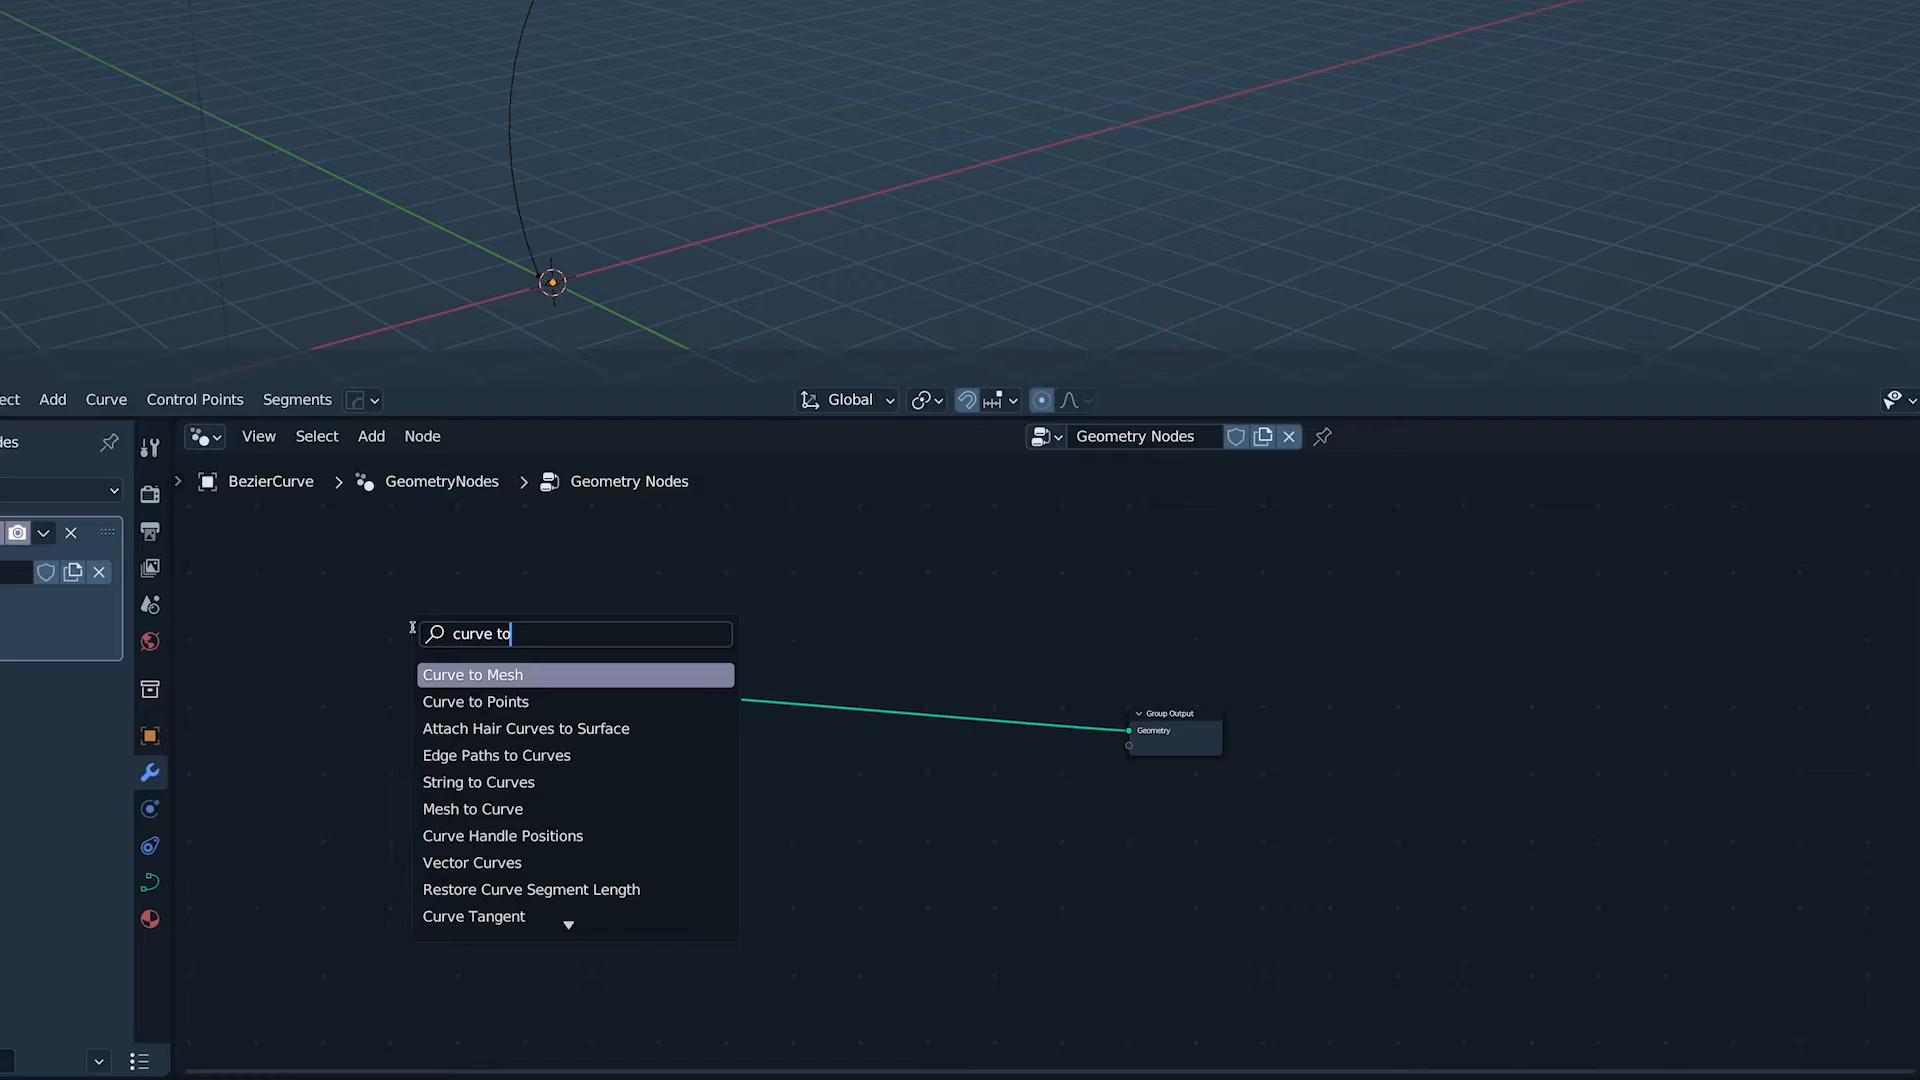 ect Add Curve Control Points Segments Global
des View Select Add Node Geometry Nodes
BezierCurve GeometryNodes Geometry Nodes
curve to
Curve to Mesh
Curve to Points
Attach Hair Curves to Surface
Edge Paths to Curves
String to Curves
Mesh to Curve
Curve Handle Positions
Vector Curves
Restore Curve Segment Length
Curve Tangent
Group Output
Geometry